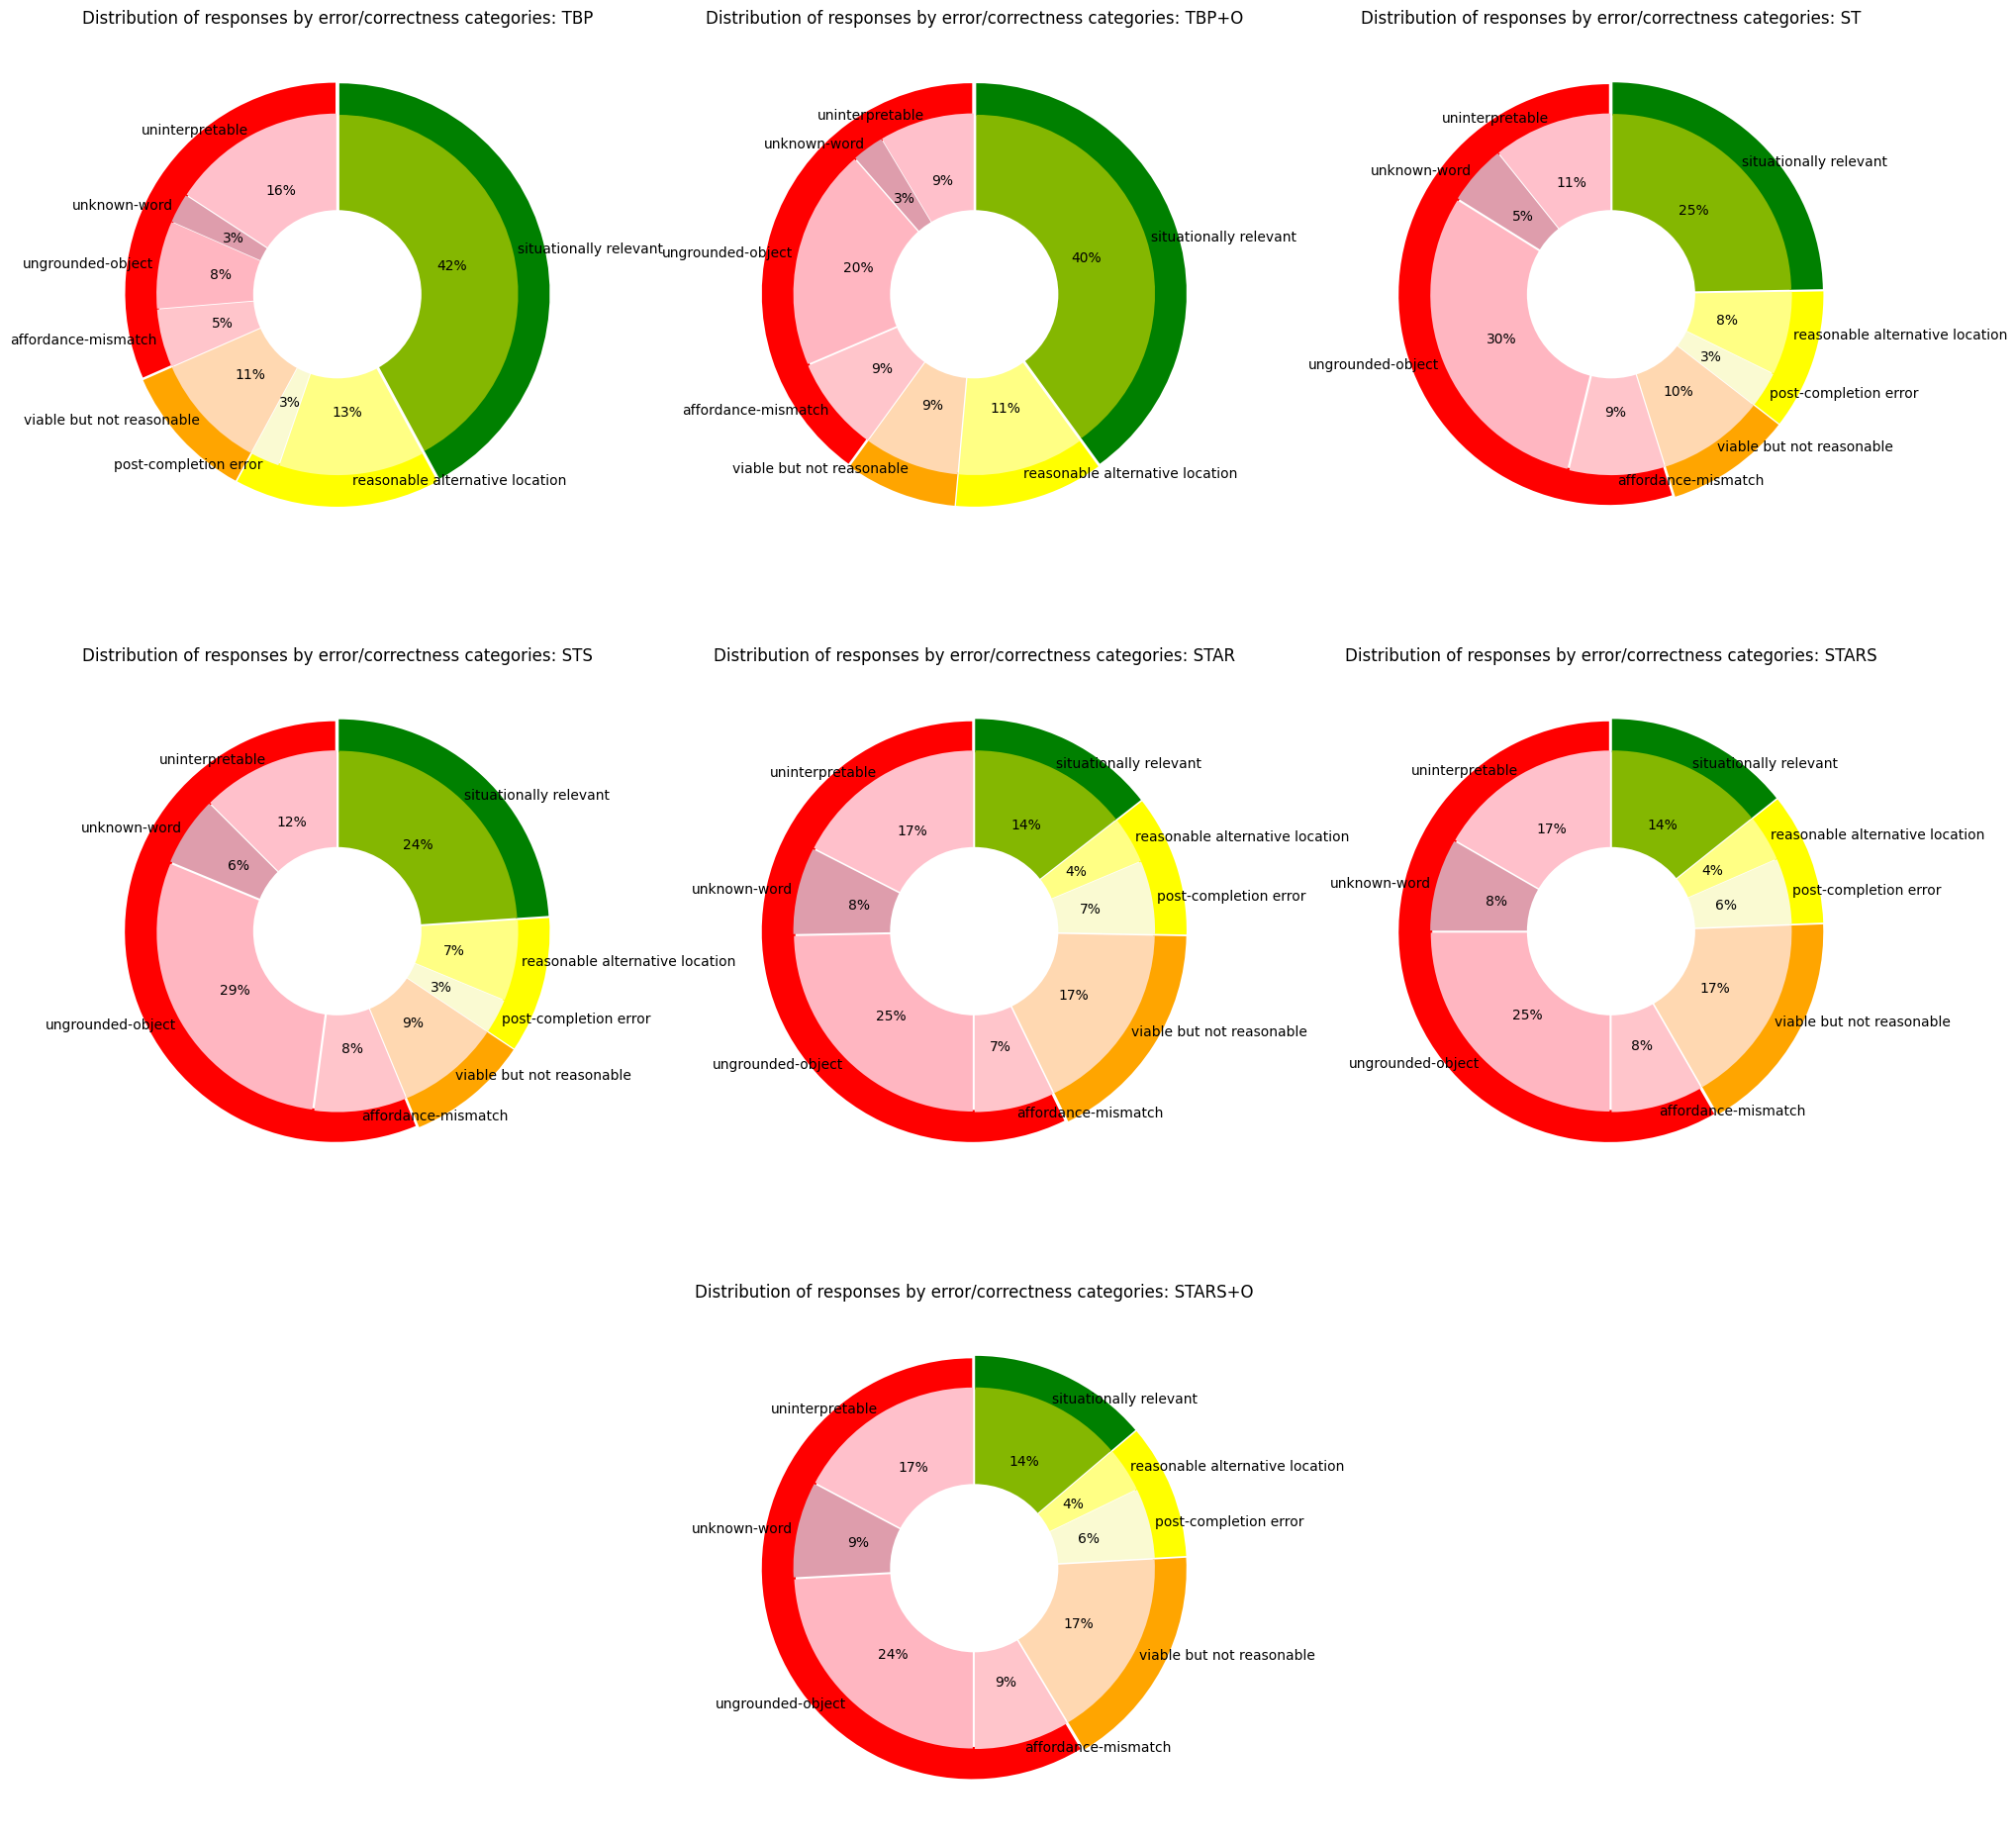 Distribution of responses by error/correctness categories: TBP
uninterpretable
16%
unknown-word
3%
ungrounded-object
8%
affordance-mismatch
5%
viable but not reasonable
11%
post-completion error
3%
reasonable alternative location
13%
situationally relevant
42%
Distribution of responses by error/correctness categories: TBP+O
uninterpretable
9%
unknown-word
3%
ungrounded-object
20%
affordance-mismatch
9%
viable but not reasonable
9%
reasonable alternative location
11%
situationally relevant
40%
Distribution of responses by error/correctness categories: ST
uninterpretable
11%
unknown-word
5%
ungrounded-object
30%
affordance-mismatch
9%
viable but not reasonable
10%
post-completion error
3%
reasonable alternative location
8%
situationally relevant
25%
Distribution of responses by error/correctness categories: STS
uninterpretable
12%
unknown-word
6%
ungrounded-object
29%
affordance-mismatch
8%
viable but not reasonable
9%
post-completion error
3%
reasonable alternative location
7%
situationally relevant
24%
Distribution of responses by error/correctness categories: STAR
uninterpretable
17%
unknown-word
8%
ungrounded-object
25%
affordance-mismatch
7%
viable but not reasonable
17%
post-completion error
7%
reasonable alternative location
4%
situationally relevant
14%
Distribution of responses by error/correctness categories: STARS
uninterpretable
17%
unknown-word
8%
ungrounded-object
25%
affordance-mismatch
8%
viable but not reasonable
17%
post-completion error
6%
reasonable alternative location
4%
situationally relevant
14%
Distribution of responses by error/correctness categories: STARS+O
uninterpretable
17%
unknown-word
9%
ungrounded-object
24%
affordance-mismatch
9%
viable but not reasonable
17%
post-completion error
6%
reasonable alternative location
4%
situationally relevant
14%